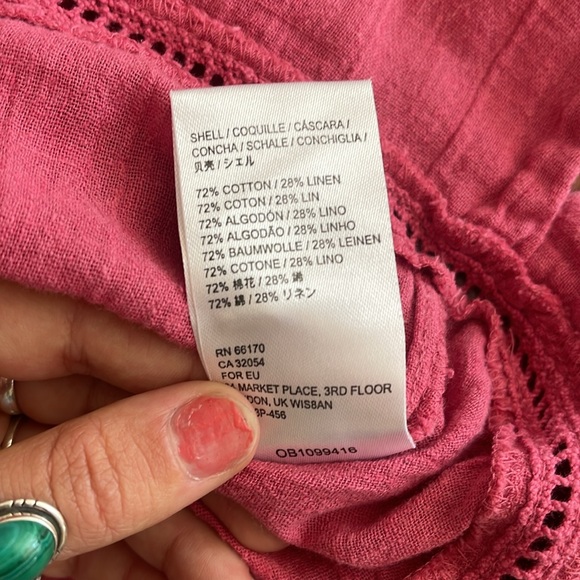 SHELL / COQUILLE / CÁSCARA /
CONCHA / SCHALE / CONCHIGLIA /
贝壳 / シェル
72% COTTON / 28% LINEN
72% COTON / 28% LIN
72% ALGODÓN / 28% LINO
72% ALGODÃO / 28% LINHO
72% BAUMWOLLE / 28% LEINEN
72% COTONE / 28% LINO
72% 棉花 / 28%
72% 綿 / 28% リネン
RN 66170
CA 32054
FOR EU
MARKET PLACE, 3RD FLOOR
UK WIS8AN
3P-456
OB1099416